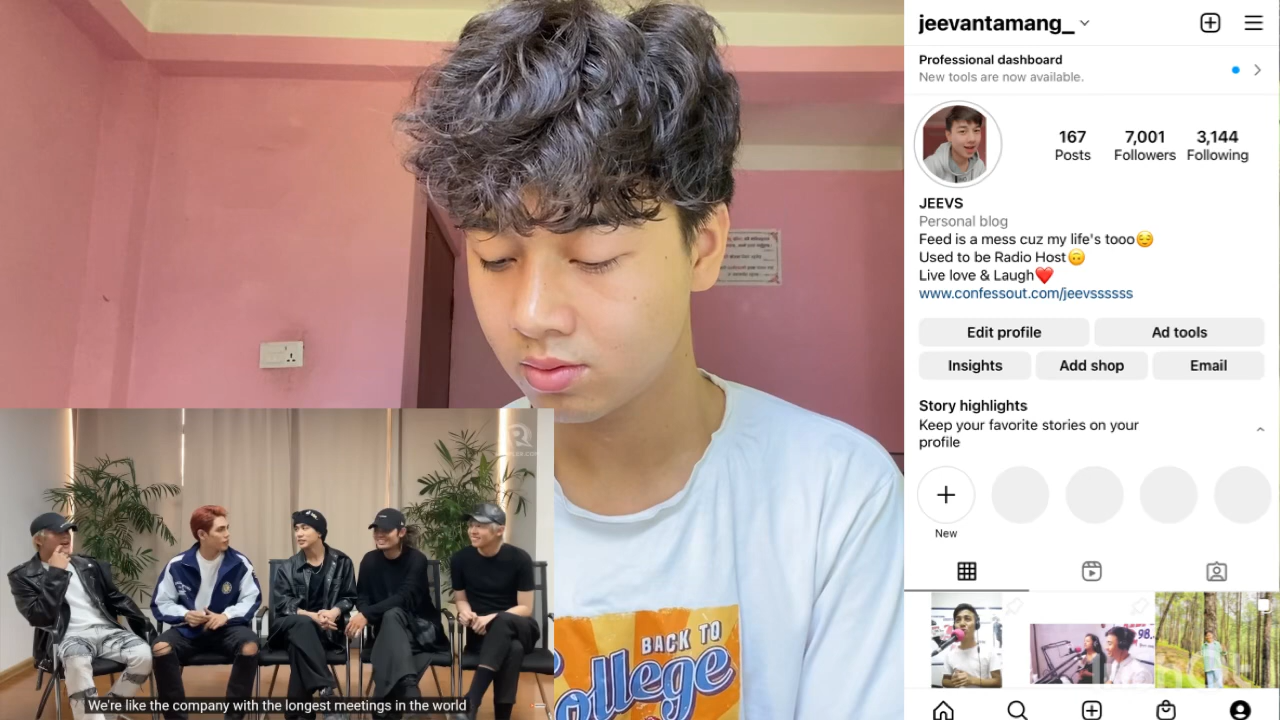 jeevantamang_
Professional dashboard
New tools are now available.
167
7,001
3,144
Posts
Followers
Following
JEEVS
Personal blog
Feed is a mess cuz my life's tooo😌
Used to be Radio Host🙃
Live love & Laugh❤️
www.confessout.com/jeevssssss
Edit profile
Ad tools
Insights
Add shop
Email
Story highlights
Keep your favorite stories on your
profile
New
98.
BACK TO
ollege
We're like the company with the longest meetings in the world